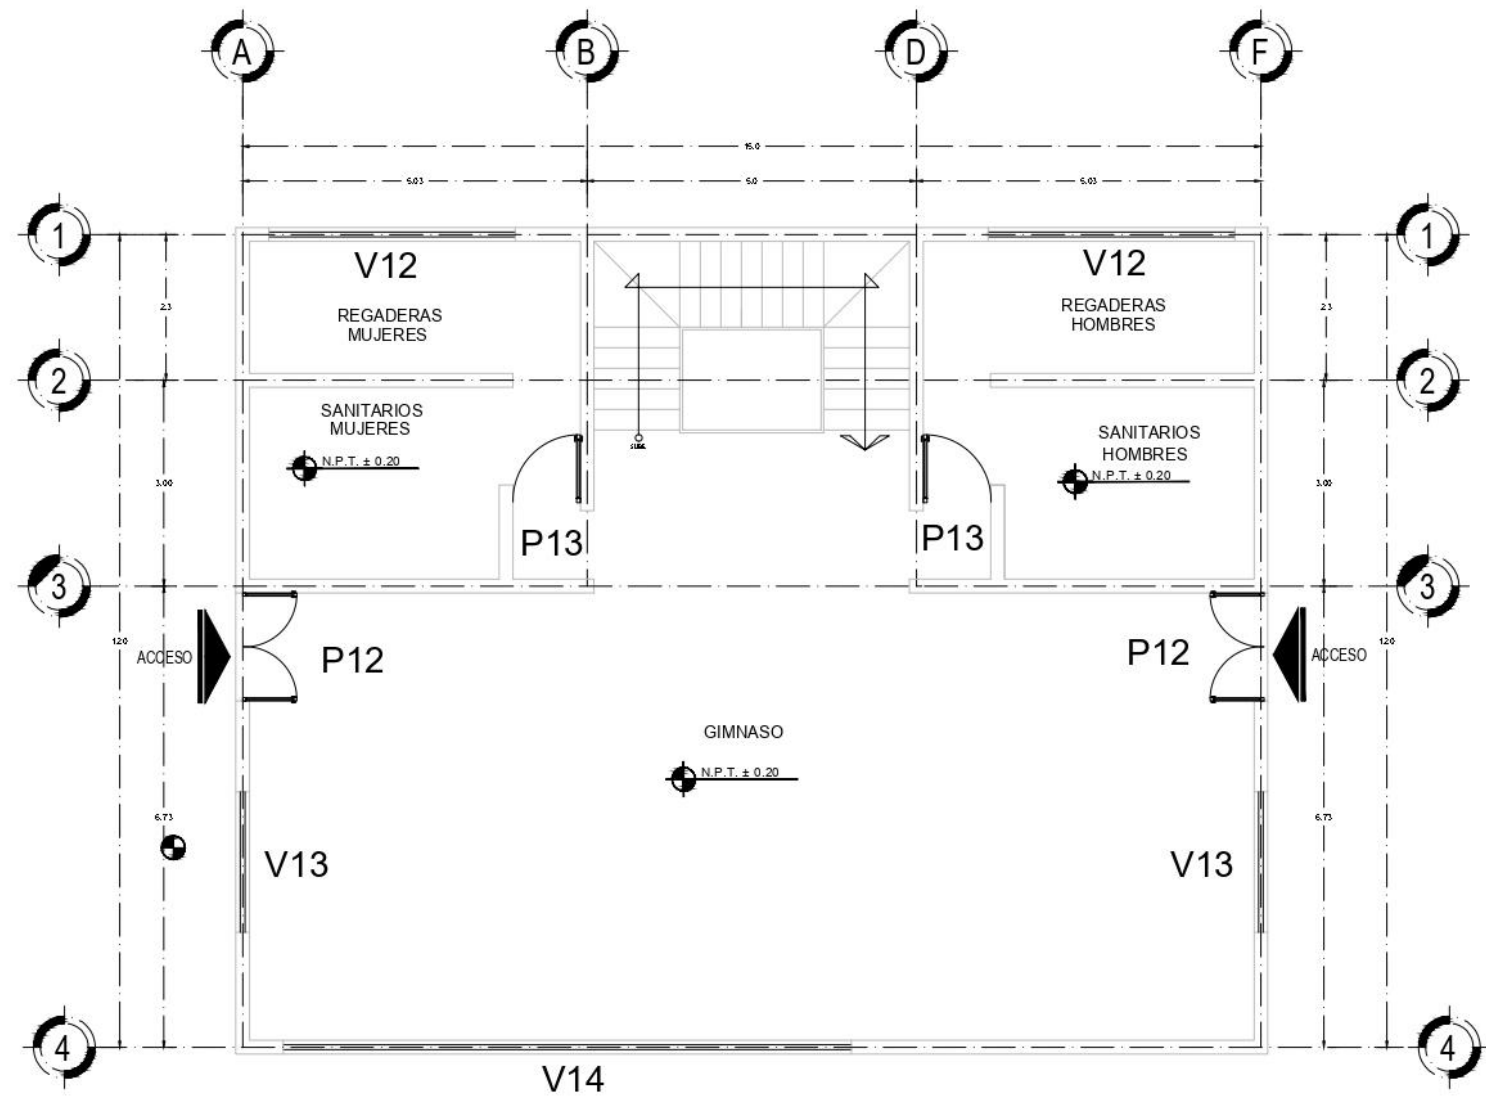 A B D F
15.0
5.03 5.0 5.03
1 1
V12 V12
REGADERAS
MUJERES
REGADERAS
HOMBRES
2.3 2.3
2 2
SANITARIOS
MUJERES
N.P.T. ± 0.20
SUBE
SANITARIOS
HOMBRES
N.P.T. ± 0.20
3.00 3.00
P13 P13
3 3
12.0 12.0
ACCESO P12 P12 ACCESO
GIMNASO
N.P.T. ± 0.20
6.73 6.73
V13 V13
4 4
V14